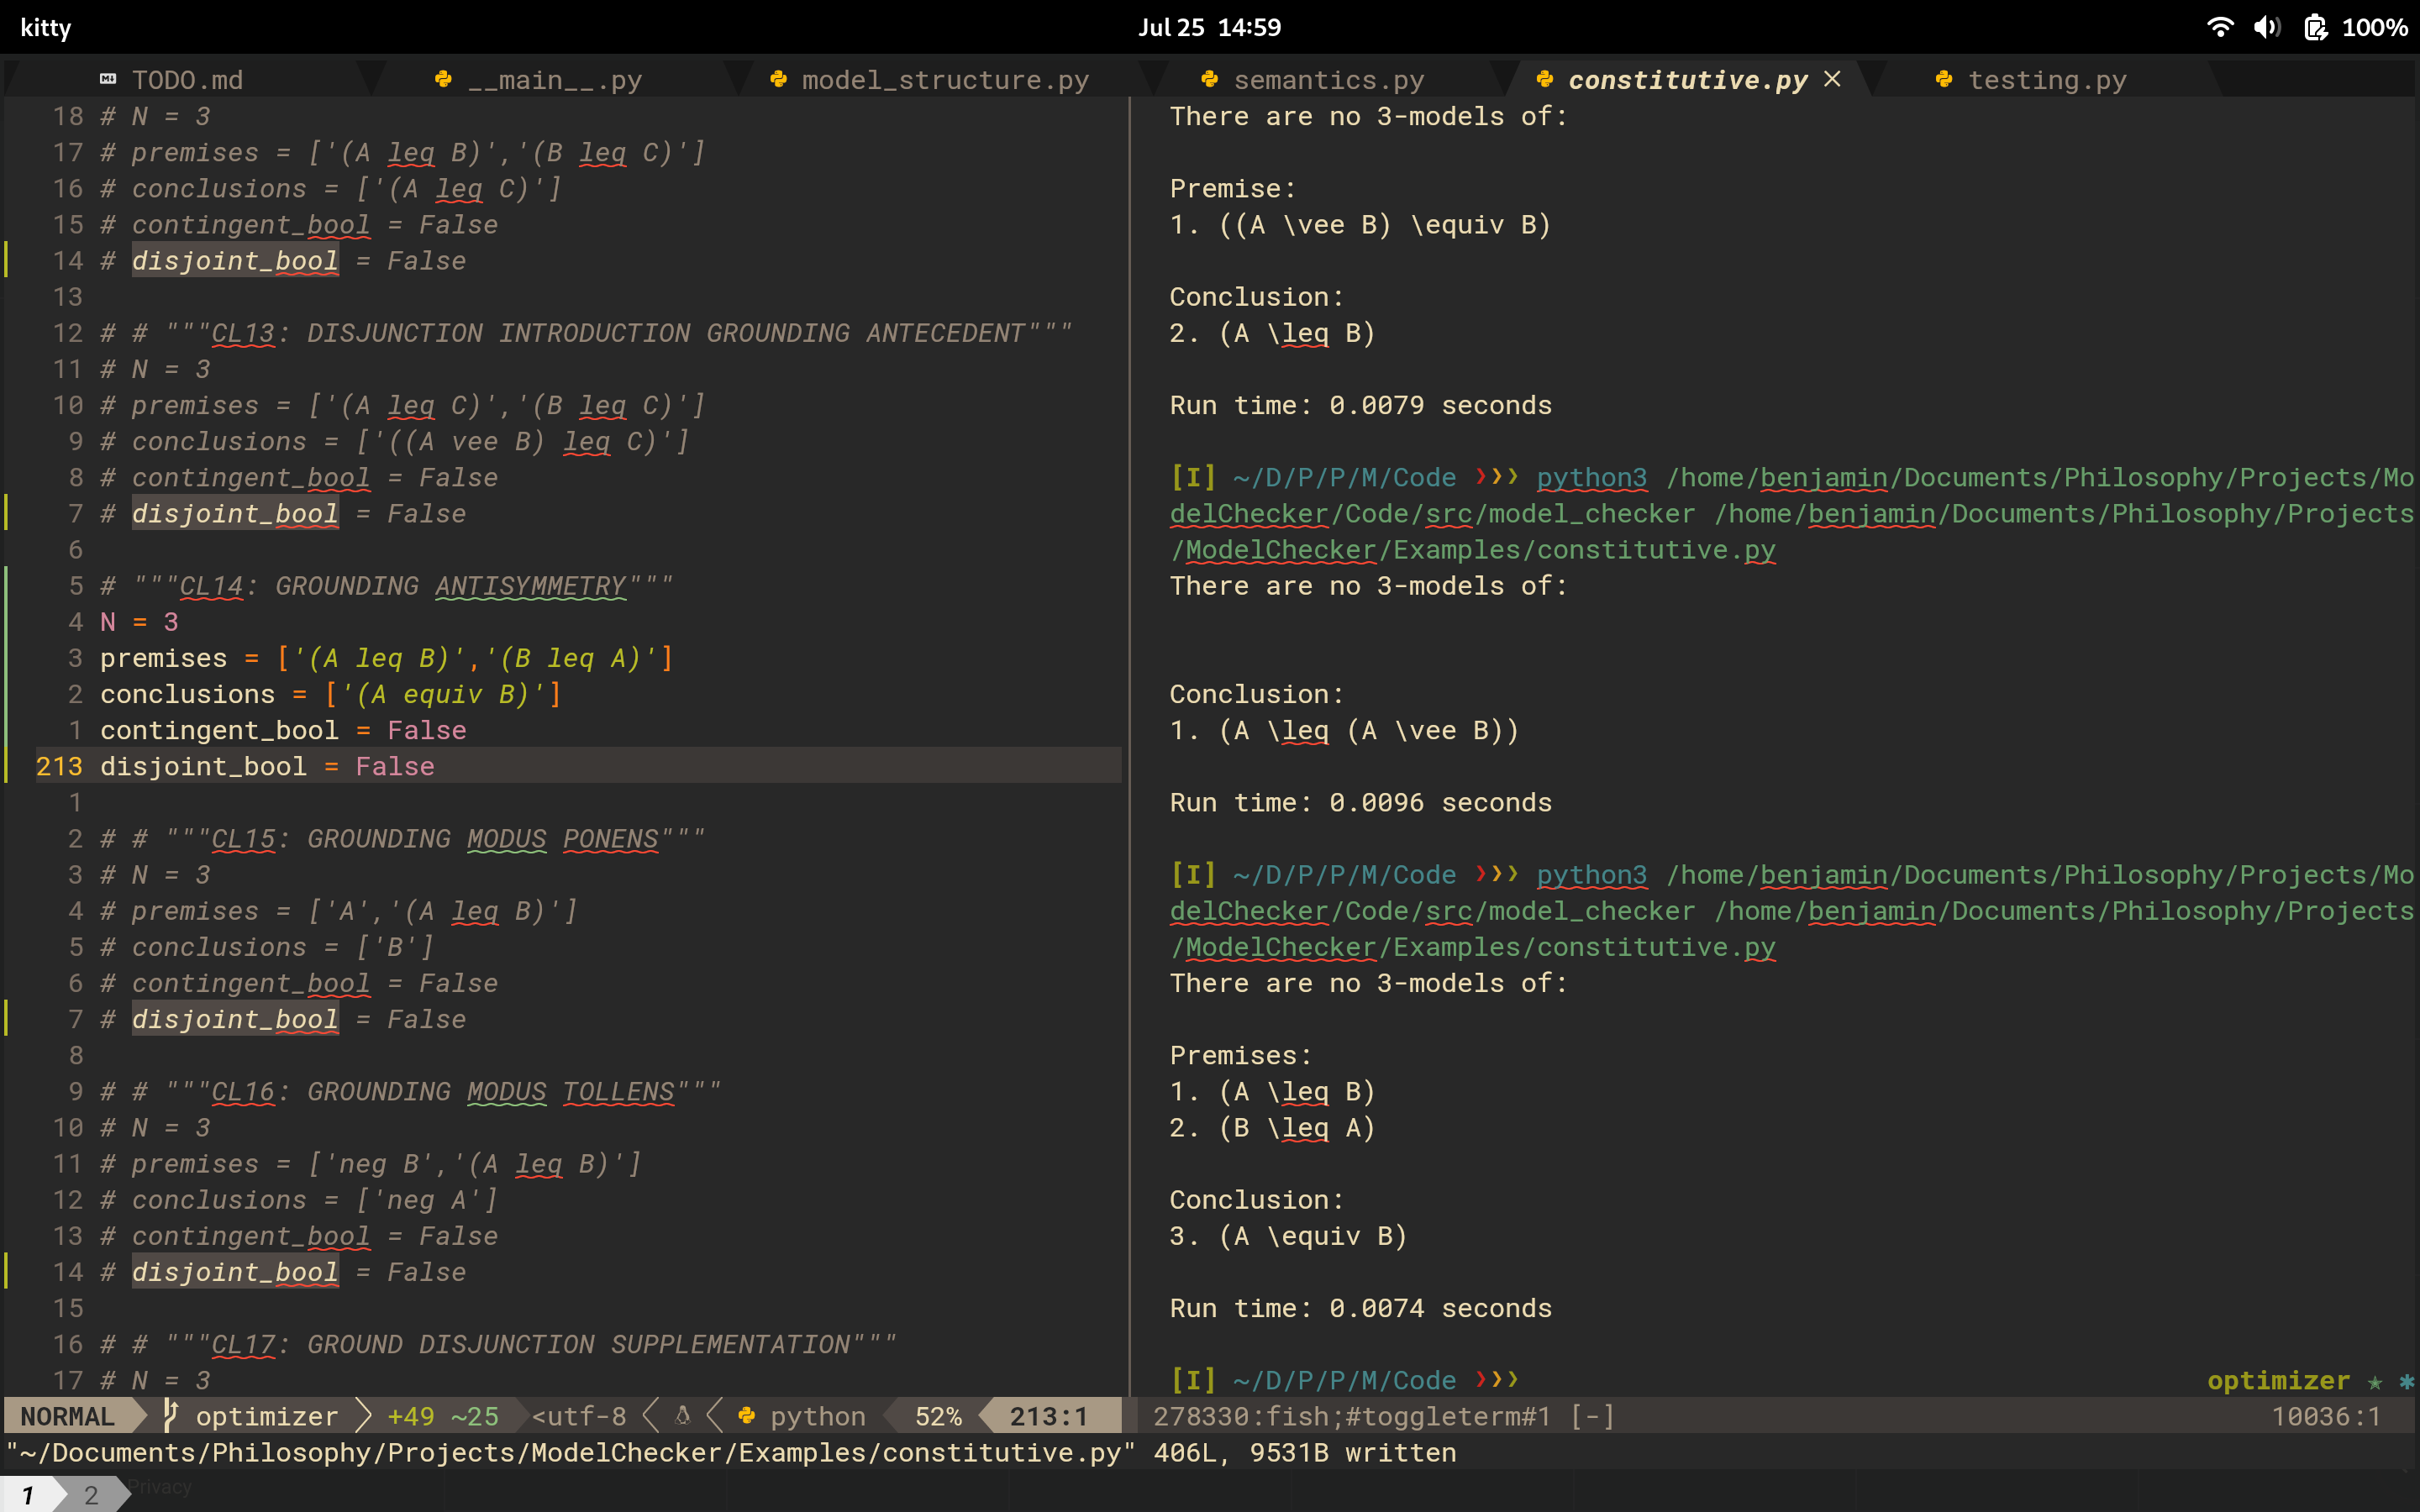 kitty
Jul 25 14:59
100%
TODO.md
__main__.py
model_structure.py
semantics.py
constitutive.py
testing.py
18 # N = 3
17 # premises = ['(A leq B)','(B leq C)']
16 # conclusions = ['(A leq C)']
15 # contingent_bool = False
14 # disjoint_bool = False
13
12 # # """CL13: DISJUNCTION INTRODUCTION GROUNDING ANTECEDENT"""
11 # N = 3
10 # premises = ['(A leq C)','(B leq C)']
9 # conclusions = ['((A vee B) leq C)']
8 # contingent_bool = False
7 # disjoint_bool = False
6
5 # """CL14: GROUNDING ANTISYMMETRY"""
4 N = 3
3 premises = ['(A leq B)','(B leq A)']
2 conclusions = ['(A equiv B)']
1 contingent_bool = False
213 disjoint_bool = False
1
2 # # """CL15: GROUNDING MODUS PONENS"""
3 # N = 3
4 # premises = ['A','(A leq B)']
5 # conclusions = ['B']
6 # contingent_bool = False
7 # disjoint_bool = False
8
9 # # """CL16: GROUNDING MODUS TOLLENS"""
10 # N = 3
11 # premises = ['neg B','(A leq B)']
12 # conclusions = ['neg A']
13 # contingent_bool = False
14 # disjoint_bool = False
15
16 # # """CL17: GROUND DISJUNCTION SUPPLEMENTATION"""
17 # N = 3
There are no 3-models of:
Premise:
1. ((A \vee B) \equiv B)
Conclusion:
2. (A \leq B)
Run time: 0.0079 seconds
[I] ~/D/P/P/M/Code ❯❯❯ python3 /home/benjamin/Documents/Philosophy/Projects/Mo
delChecker/Code/src/model_checker /home/benjamin/Documents/Philosophy/Projects
/ModelChecker/Examples/constitutive.py
There are no 3-models of:
Conclusion:
1. (A \leq (A \vee B))
Run time: 0.0096 seconds
[I] ~/D/P/P/M/Code ❯❯❯ python3 /home/benjamin/Documents/Philosophy/Projects/Mo
delChecker/Code/src/model_checker /home/benjamin/Documents/Philosophy/Projects
/ModelChecker/Examples/constitutive.py
There are no 3-models of:
Premises:
1. (A \leq B)
2. (B \leq A)
Conclusion:
3. (A \equiv B)
Run time: 0.0074 seconds
[I] ~/D/P/P/M/Code ❯❯❯ optimizer ★ ✱
NORMAL optimizer +49 ~25 <utf-8 python 52% 213:1
278330:fish;#toggleterm#1 [-] 10036:1
"~/Documents/Philosophy/Projects/ModelChecker/Examples/constitutive.py" 406L, 9531B written
1 2 Privacy